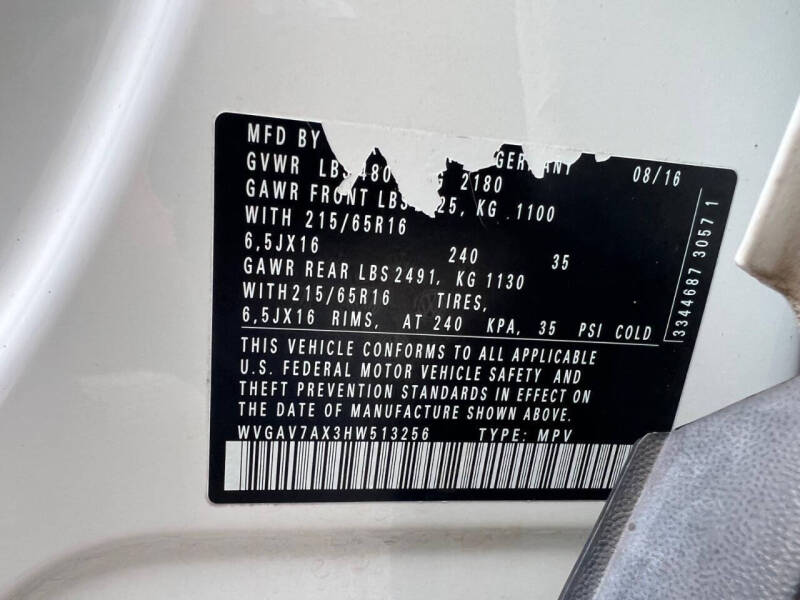 MFD BY GERMANY 08/16
GVWR LBS 480 2180
GAWR FRONT LBS 25, KG 1100
WITH 215/65R16
6,5JX16 240 35
GAWR REAR LBS 2491, KG 1130
WITH 215/65R16 TIRES,
6,5JX16 RIMS, AT 240 KPA, 35 PSI COLD
THIS VEHICLE CONFORMS TO ALL APPLICABLE
U.S. FEDERAL MOTOR VEHICLE SAFETY AND
THEFT PREVENTION STANDARDS IN EFFECT ON
THE DATE OF MANUFACTURE SHOWN ABOVE.
WVGAV7AX3HW513256 TYPE: MPV
3344687 30571